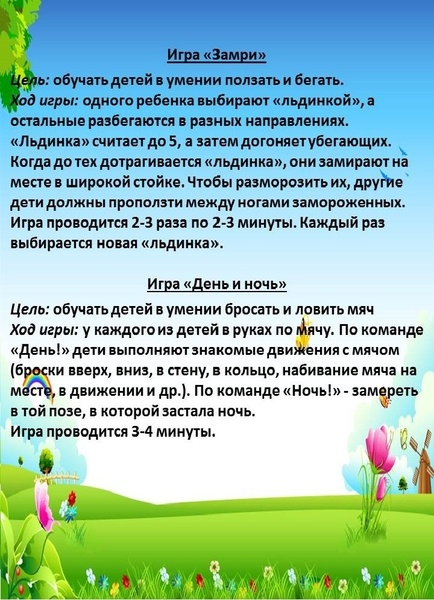 Игра «Замри»
Цель: обучать детей в умении ползать и бегать.
Ход игры: одного ребенка выбирают «льдинкой», а
остальные разбегаются в разных направлениях.
«Льдинка» считает до 5, а затем догоняет убегающих.
Когда до тех дотрагивается «льдинка», они замирают на
месте в широкой стойке. Чтобы разморозить их, другие
дети должны проползти между ногами замороженных.
Игра проводится 2-3 раза по 2-3 минуты. Каждый раз
выбирается новая «льдинка».
Игра «День и ночь»
Цель: обучать детей в умении бросать и ловить мяч
Ход игры: у каждого из детей в руках по мячу. По команде
«День!» дети выполняют знакомые движения с мячом
(броски вверх, вниз, в стену, в кольцо, набивание мяча на
месте, в движении и др.). По команде «Ночь!» - замереть
в той позе, в которой застала ночь.
Игра проводится 3-4 минуты.